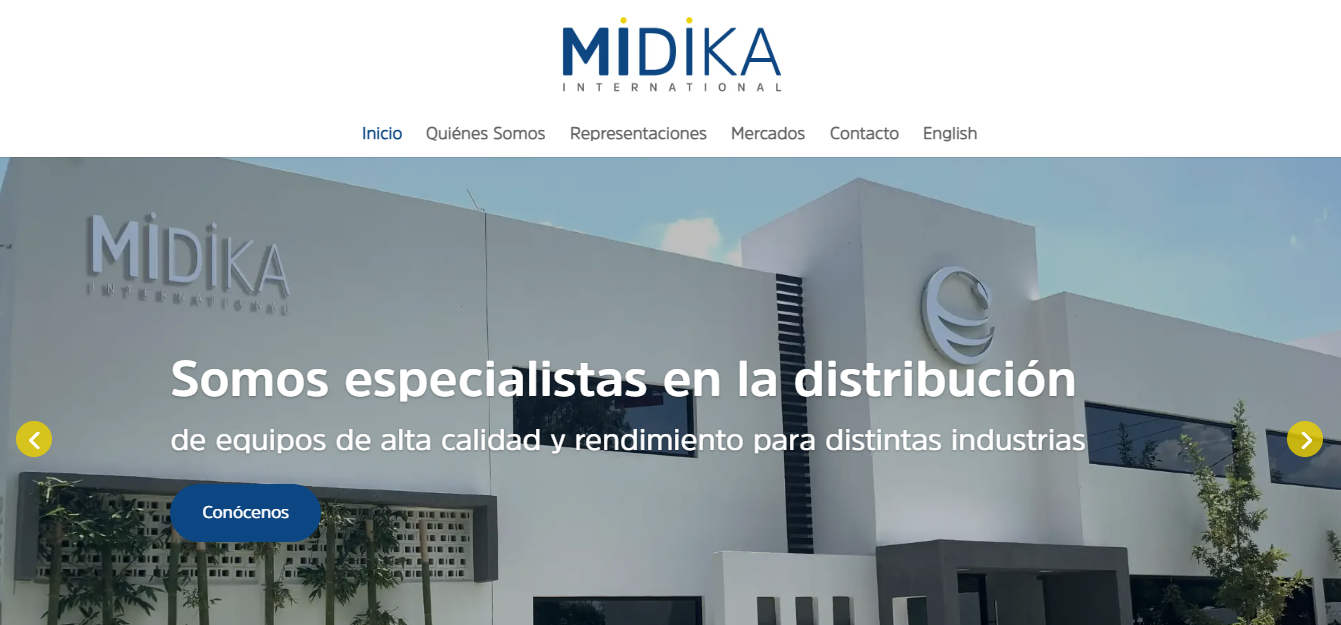 MiDiKA
INTERNATIONAL
Inicio Quiénes Somos Representaciones Mercados Contacto English
MiDiKA
INTERNATIONAL
Somos especialistas en la distribución
de equipos de alta calidad y rendimiento para distintas industrias
Conócenos